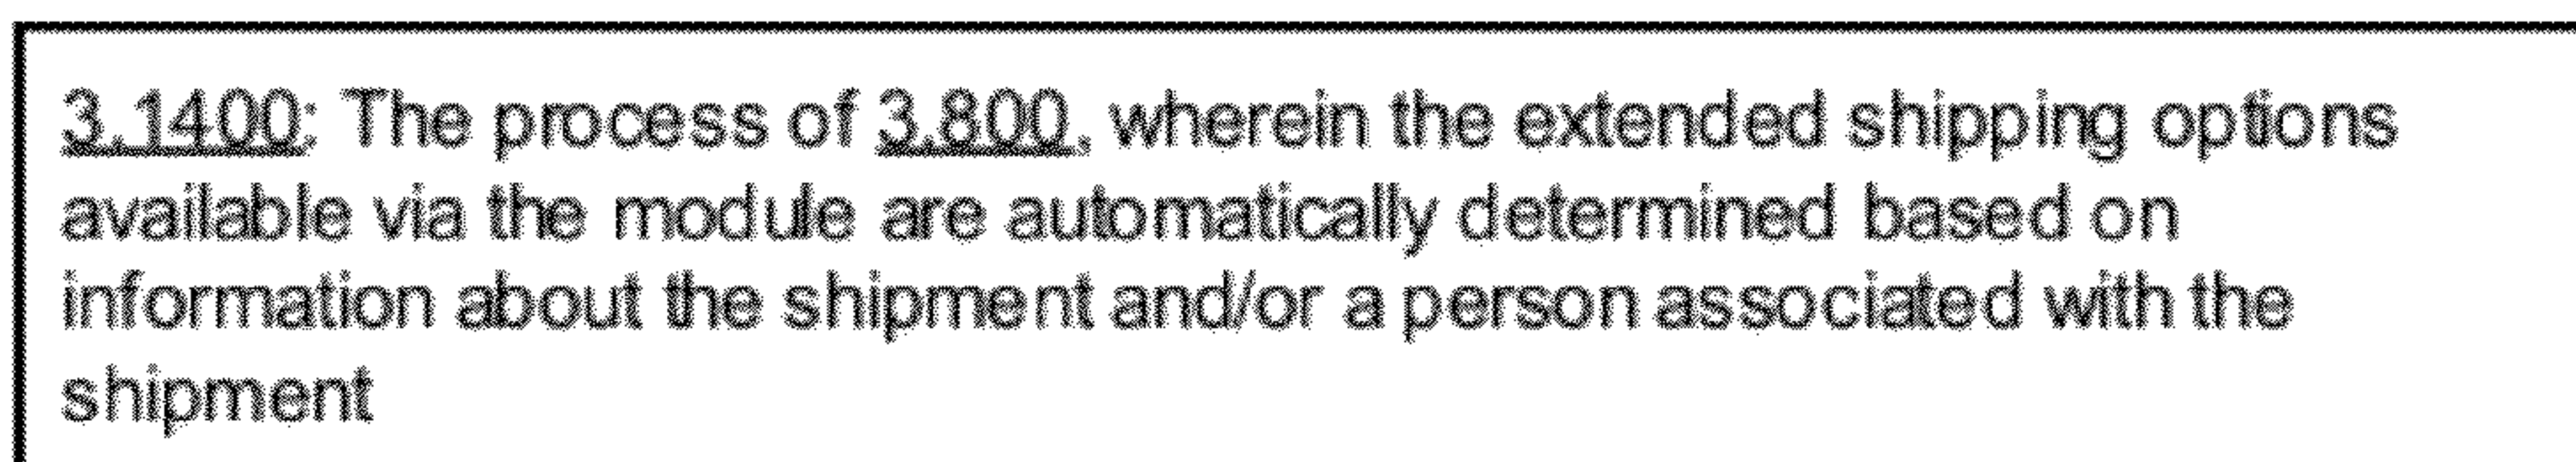 3.1400: The process of 3.800, wherein the extended shipping options
available via the module are automatically determined based on
information about the shipment and/or a person associated with the
shipment